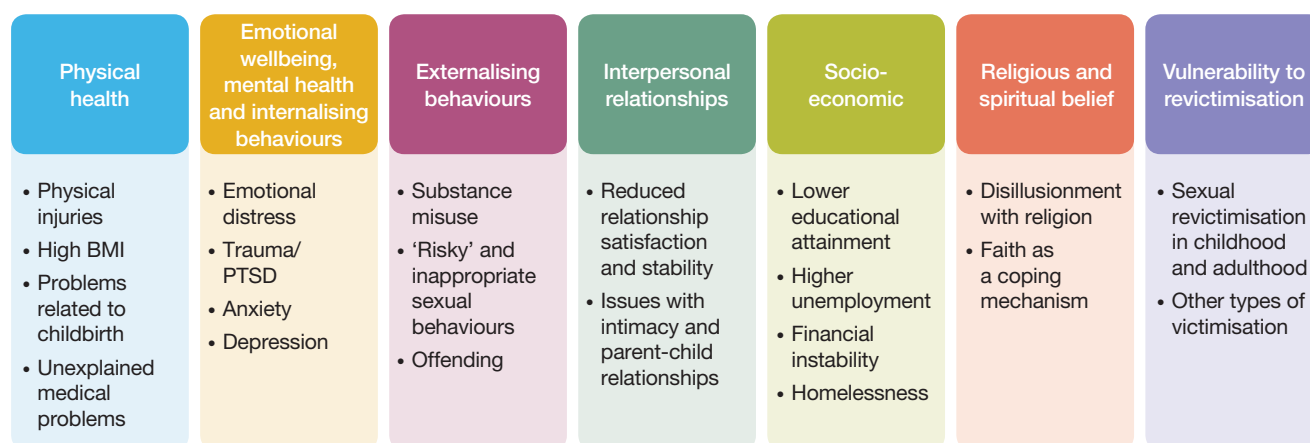 Physical
health
• Physical
injuries
• High BMI
• Problems
related to
childbirth
• Unexplained
medical
problems
Emotional
wellbeing,
mental health
and internalising
behaviours
• Emotional
distress
• Trauma/
PTSD
• Anxiety
• Depression
Externalising
behaviours
• Substance
misuse
• ‘Risky’ and
inappropriate
sexual
behaviours
• Offending
Interpersonal
relationships
• Reduced
relationship
satisfaction
and stability
• Issues with
intimacy and
parent-child
relationships
Socio-
economic
• Lower
educational
attainment
• Higher
unemployment
• Financial
instability
• Homelessness
Religious and
spiritual belief
• Disillusionment
with religion
• Faith as
a coping
mechanism
Vulnerability to
revictimisation
• Sexual
revictimisation
in childhood
and adulthood
• Other types of
victimisation